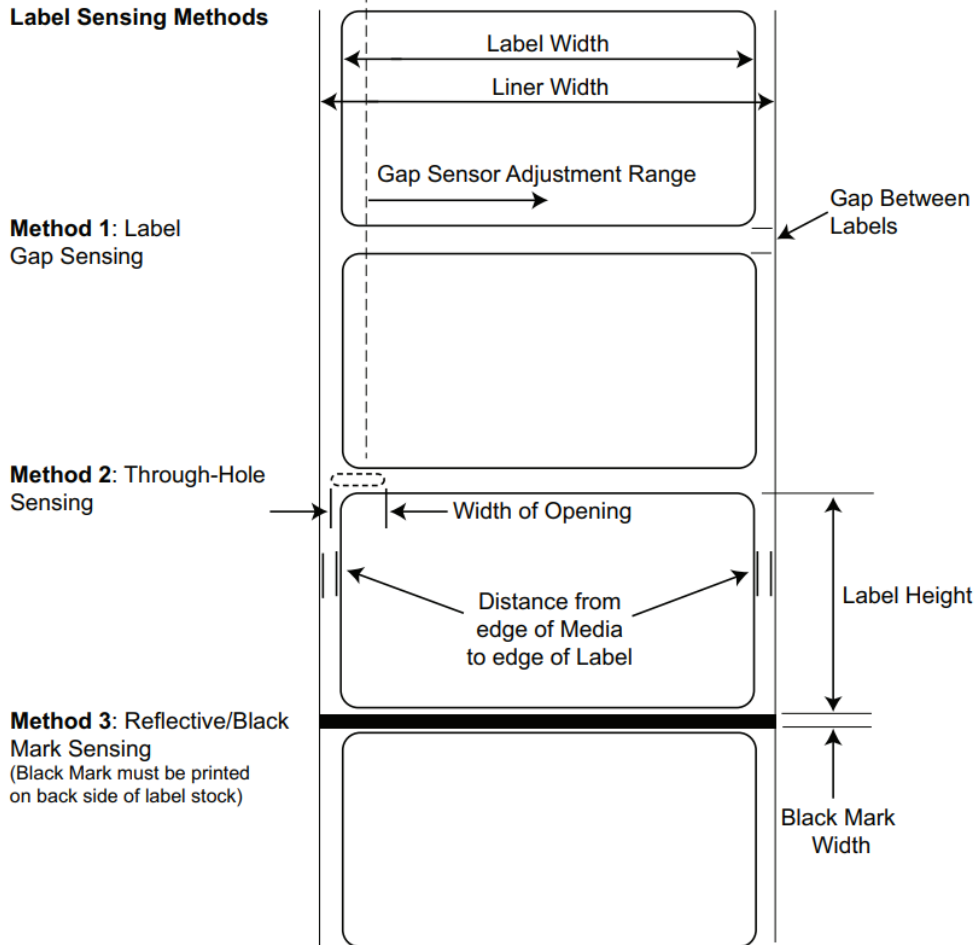 Label Sensing Methods
Label Width
Liner Width
Gap Sensor Adjustment Range
Gap Between
Labels
Method 1: Label
Gap Sensing
Method 2: Through-Hole
Sensing
Width of Opening
Distance from
edge of Media
to edge of Label
Label Height
Method 3: Reflective/Black
Mark Sensing
(Black Mark must be printed
on back side of label stock)
Black Mark
Width